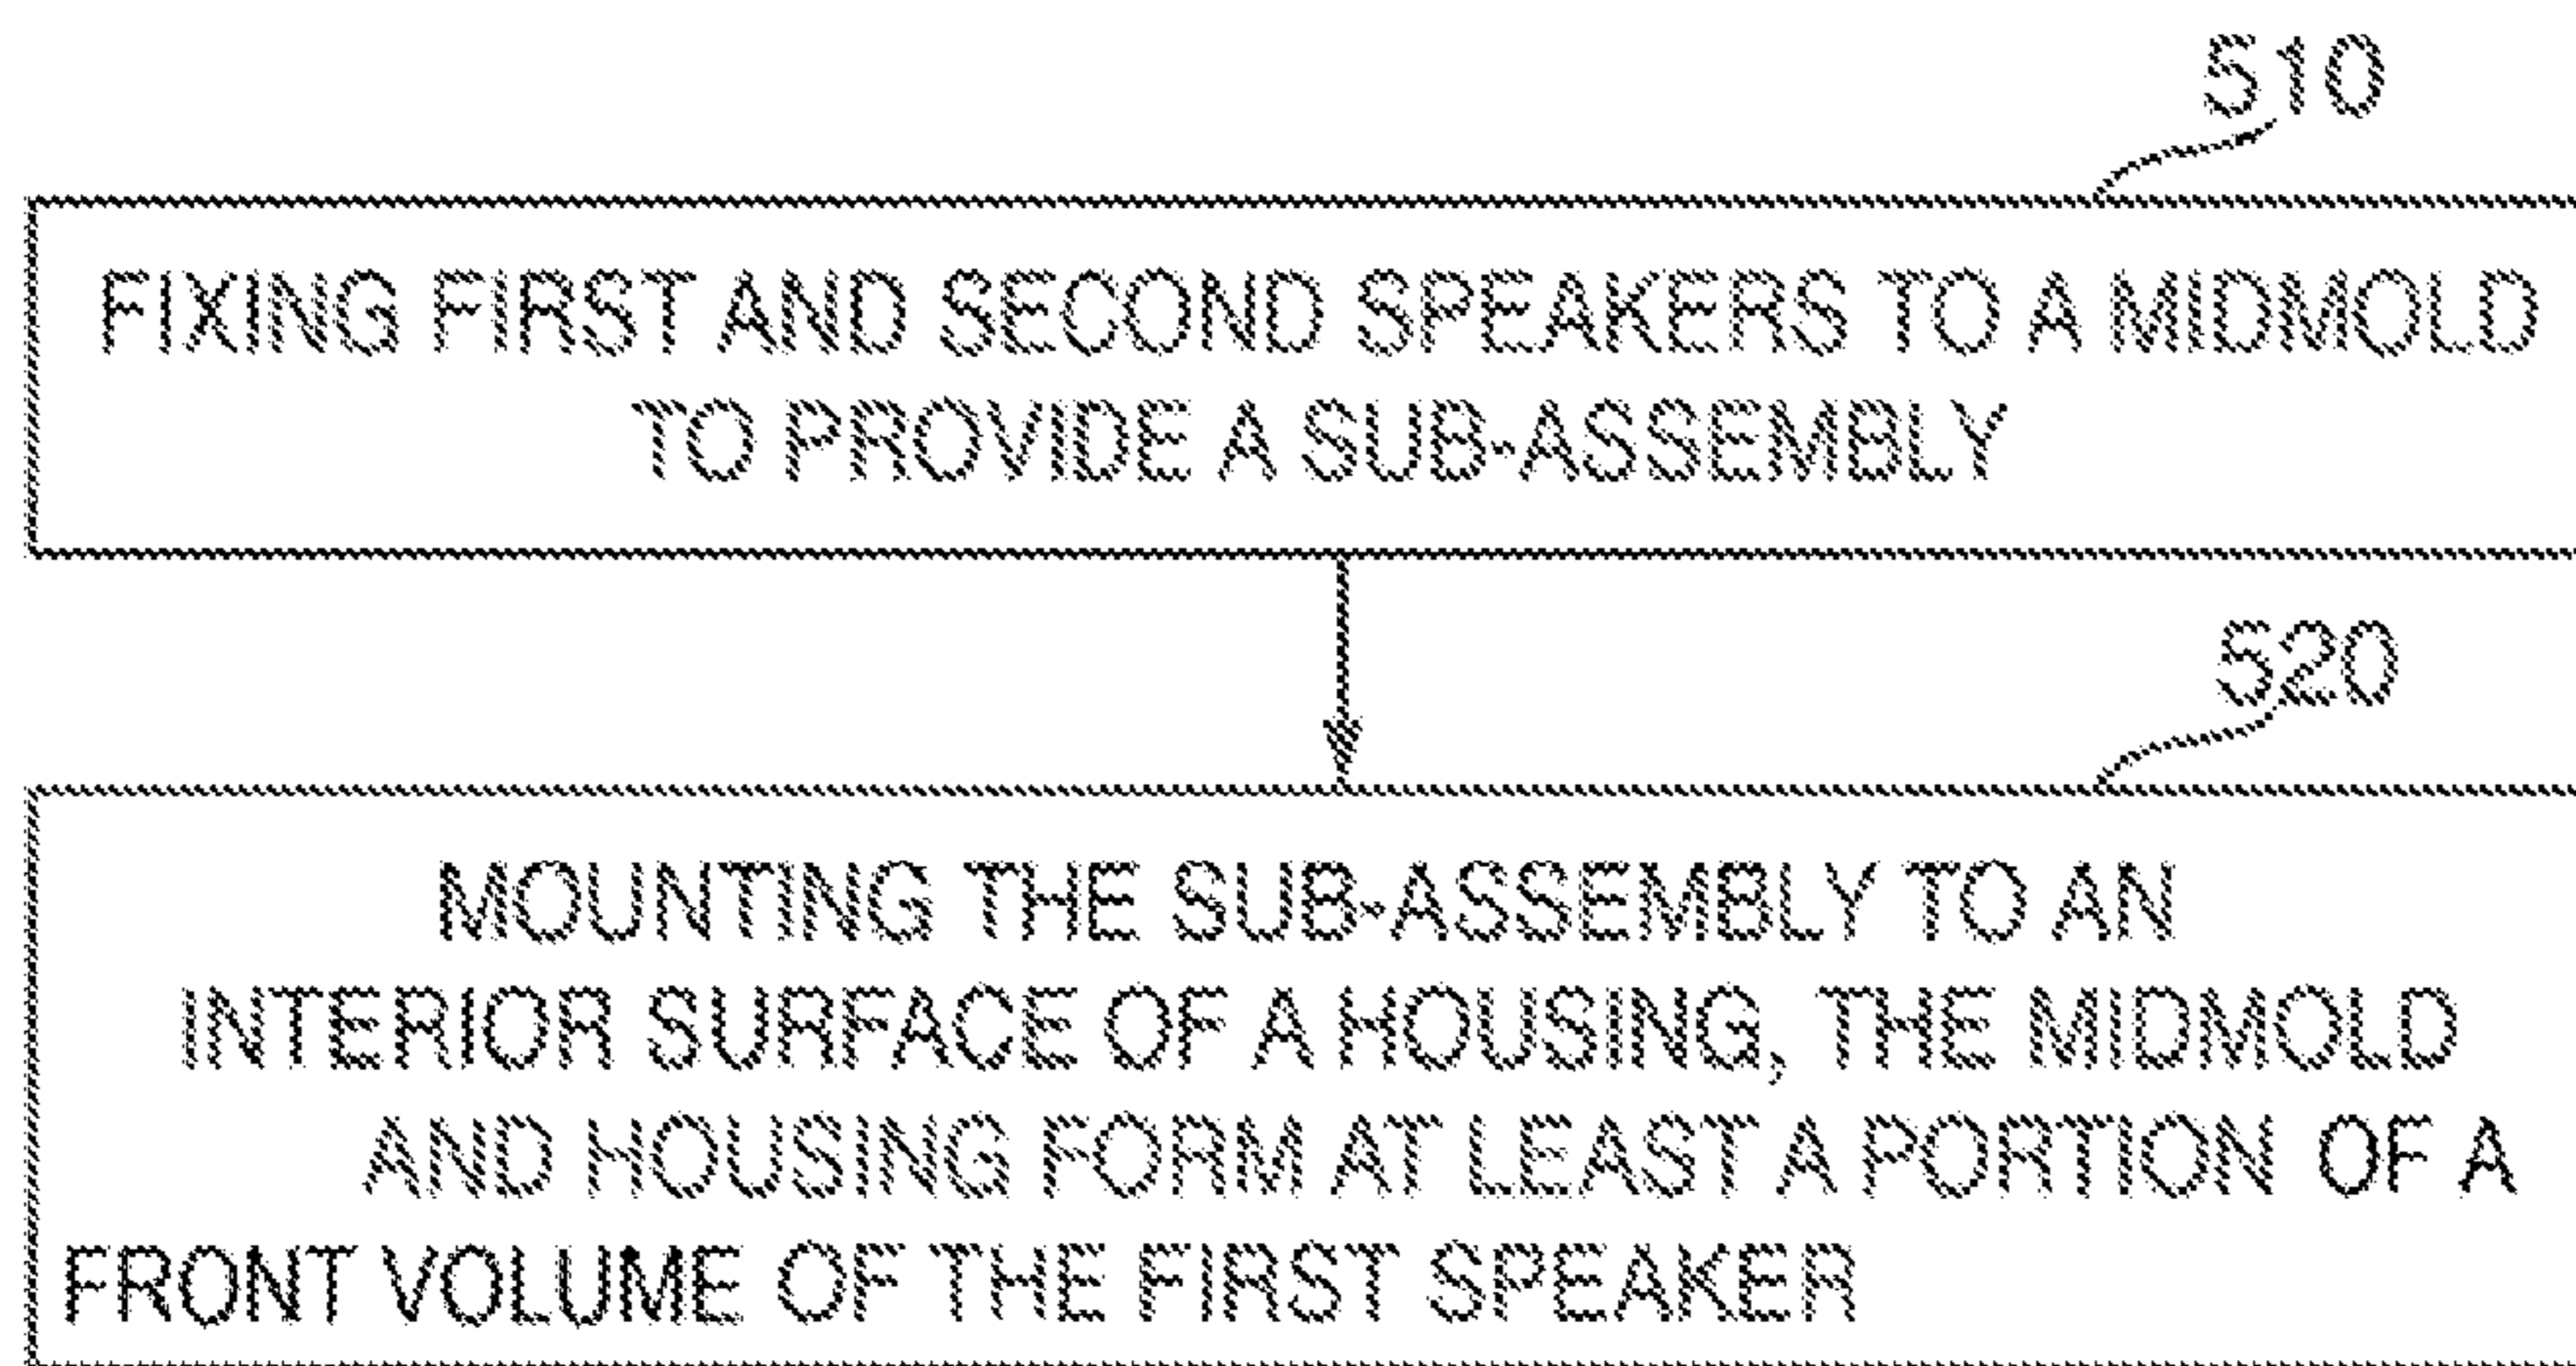 510
FIXING FIRST AND SECOND SPEAKERS TO A MIDMOLD
TO PROVIDE A SUB-ASSEMBLY
520
MOUNTING THE SUB-ASSEMBLY TO AN
INTERIOR SURFACE OF A HOUSING, THE MIDMOLD
AND HOUSING FORM AT LEAST A PORTION OF A
FRONT VOLUME OF THE FIRST SPEAKER